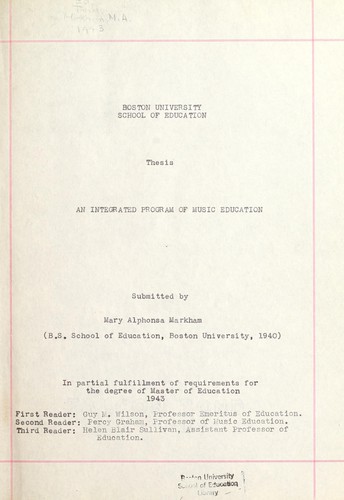 M.A.
BOSTON UNIVERSITY
SCHOOL OF EDUCATION
Thesis
AN INTEGRATED PROGRAM OF MUSIC EDUCATION
Submitted by
Mary Alphonsa Markham
(B.S. School of Education, Boston University, 1940)
In partial fulfillment of requirements for
the degree of Master of Education
1943
First Reader: Guy M. Wilson, Professor Emeritus of Education.
Second Reader: Percy Graham, Professor of Music Education.
Third Reader: Helen Blair Sullivan, Assistant Professor of
Education.
Boston University
School of Education
Library